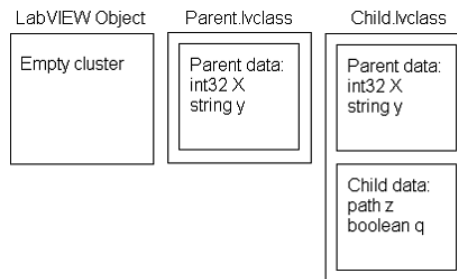 LabVIEW Object
Parent.lvclass
Child.lvclass
Empty cluster
Parent data:
int32 X
string y
Parent data:
int32 X
string y
Child data:
path z
boolean q